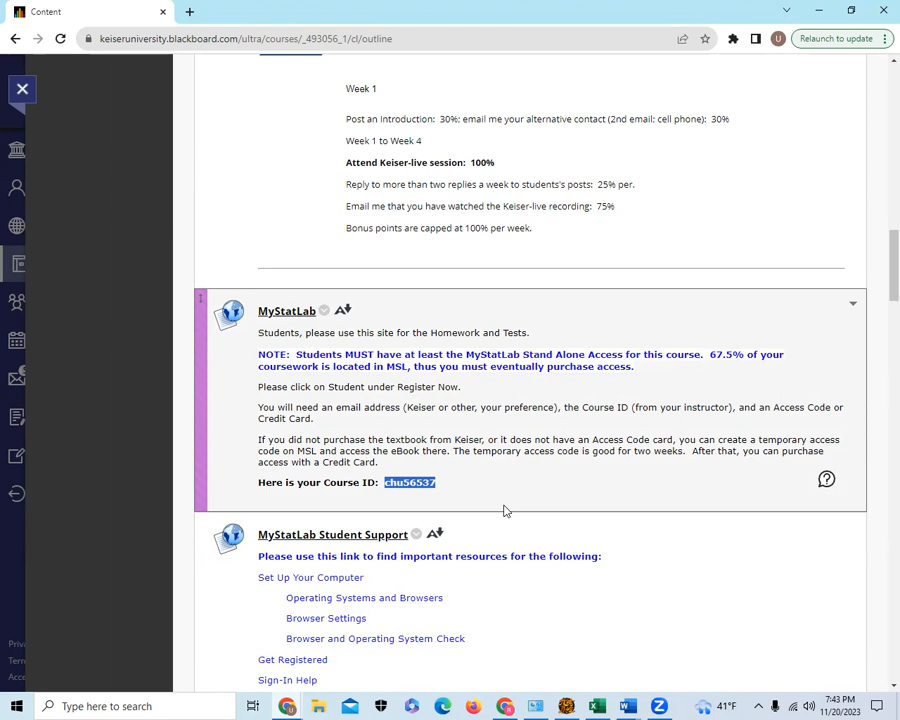 Content
keiseruniversity.blackboard.com/ultra/courses/_493056_1/cl/outline
U
Relaunch to update
Week 1
Post an Introduction: 30%; email me your alternative contact (2nd email; cell phone): 30%
Week 1 to Week 4
Attend Keiser-live session: 100%
Reply to more than two replies a week to students's posts: 25% per.
Email me that you have watched the Keiser-live recording: 75%
Bonus points are capped at 100% per week.
MyStatLab
Students, please use this site for the Homework and Tests.
NOTE: Students MUST have at least the MyStatLab Stand Alone Access for this course. 67.5% of your
coursework is located in MSL, thus you must eventually purchase access.
Please click on Student under Register Now.
You will need an email address (Keiser or other, your preference), the Course ID (from your instructor), and an Access Code or
Credit Card.
If you did not purchase the textbook from Keiser, or it does not have an Access Code card, you can create a temporary access
code on MSL and access the eBook there. The temporary access code is good for two weeks. After that, you can purchase
access with a Credit Card.
Here is your Course ID: chu56537
MyStatLab Student Support
Please use this link to find important resources for the following:
Set Up Your Computer
Operating Systems and Browsers
Browser Settings
Browser and Operating System Check
Get Registered
Sign-In Help
Priva
Term
Acce
Type here to search
41°F
7:43 PM
11/20/2023